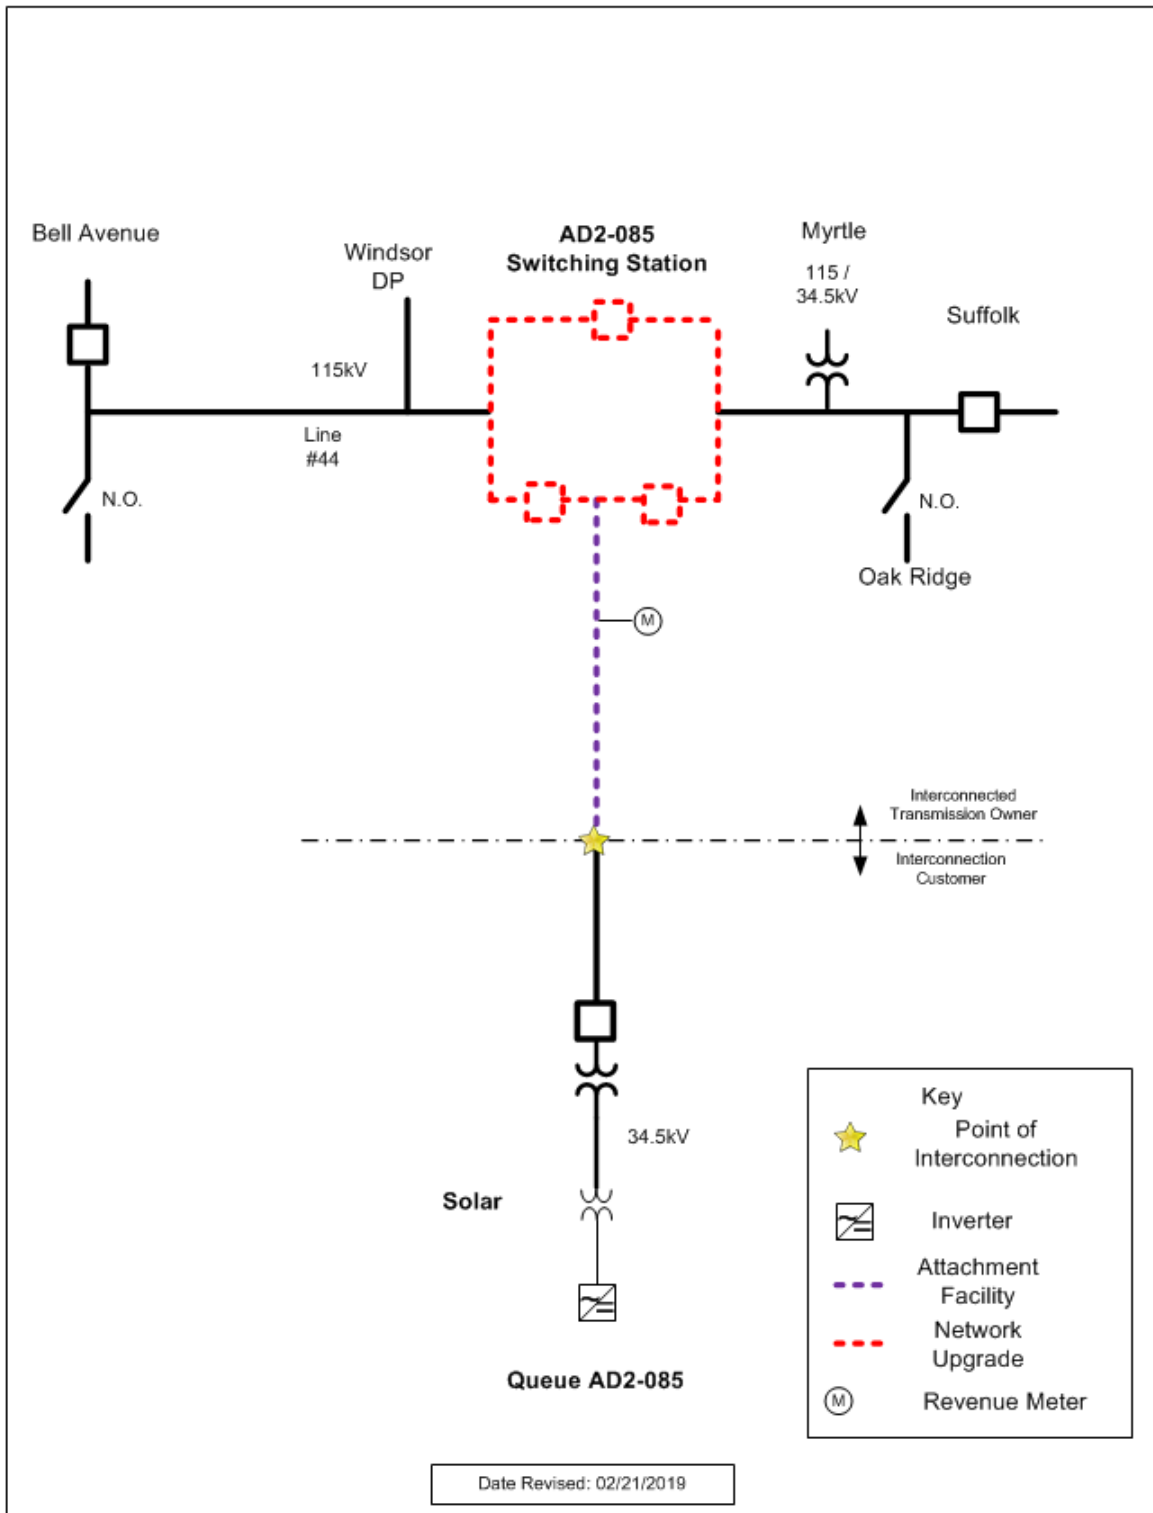 Bell Avenue
Windsor
DP
AD2-085
Switching Station
Myrtle
115 /
34.5kV
Suffolk
115kV
Line
#44
N.O.
N.O.
Oak Ridge
M
Interconnected
Transmission Owner
Interconnection
Customer
34.5kV
Solar
Queue AD2-085
Key
Point of
Interconnection
Inverter
Attachment
Facility
Network
Upgrade
M
Revenue Meter
Date Revised: 02/21/2019